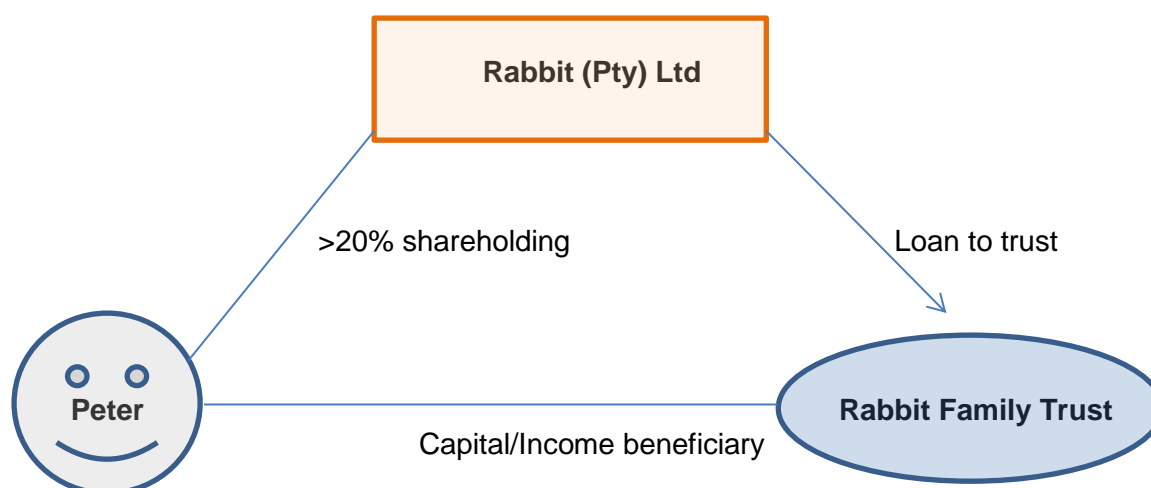 Rabbit (Pty) Ltd
>20% shareholding
Loan to trust
Peter
Rabbit Family Trust
Capital/Income beneficiary